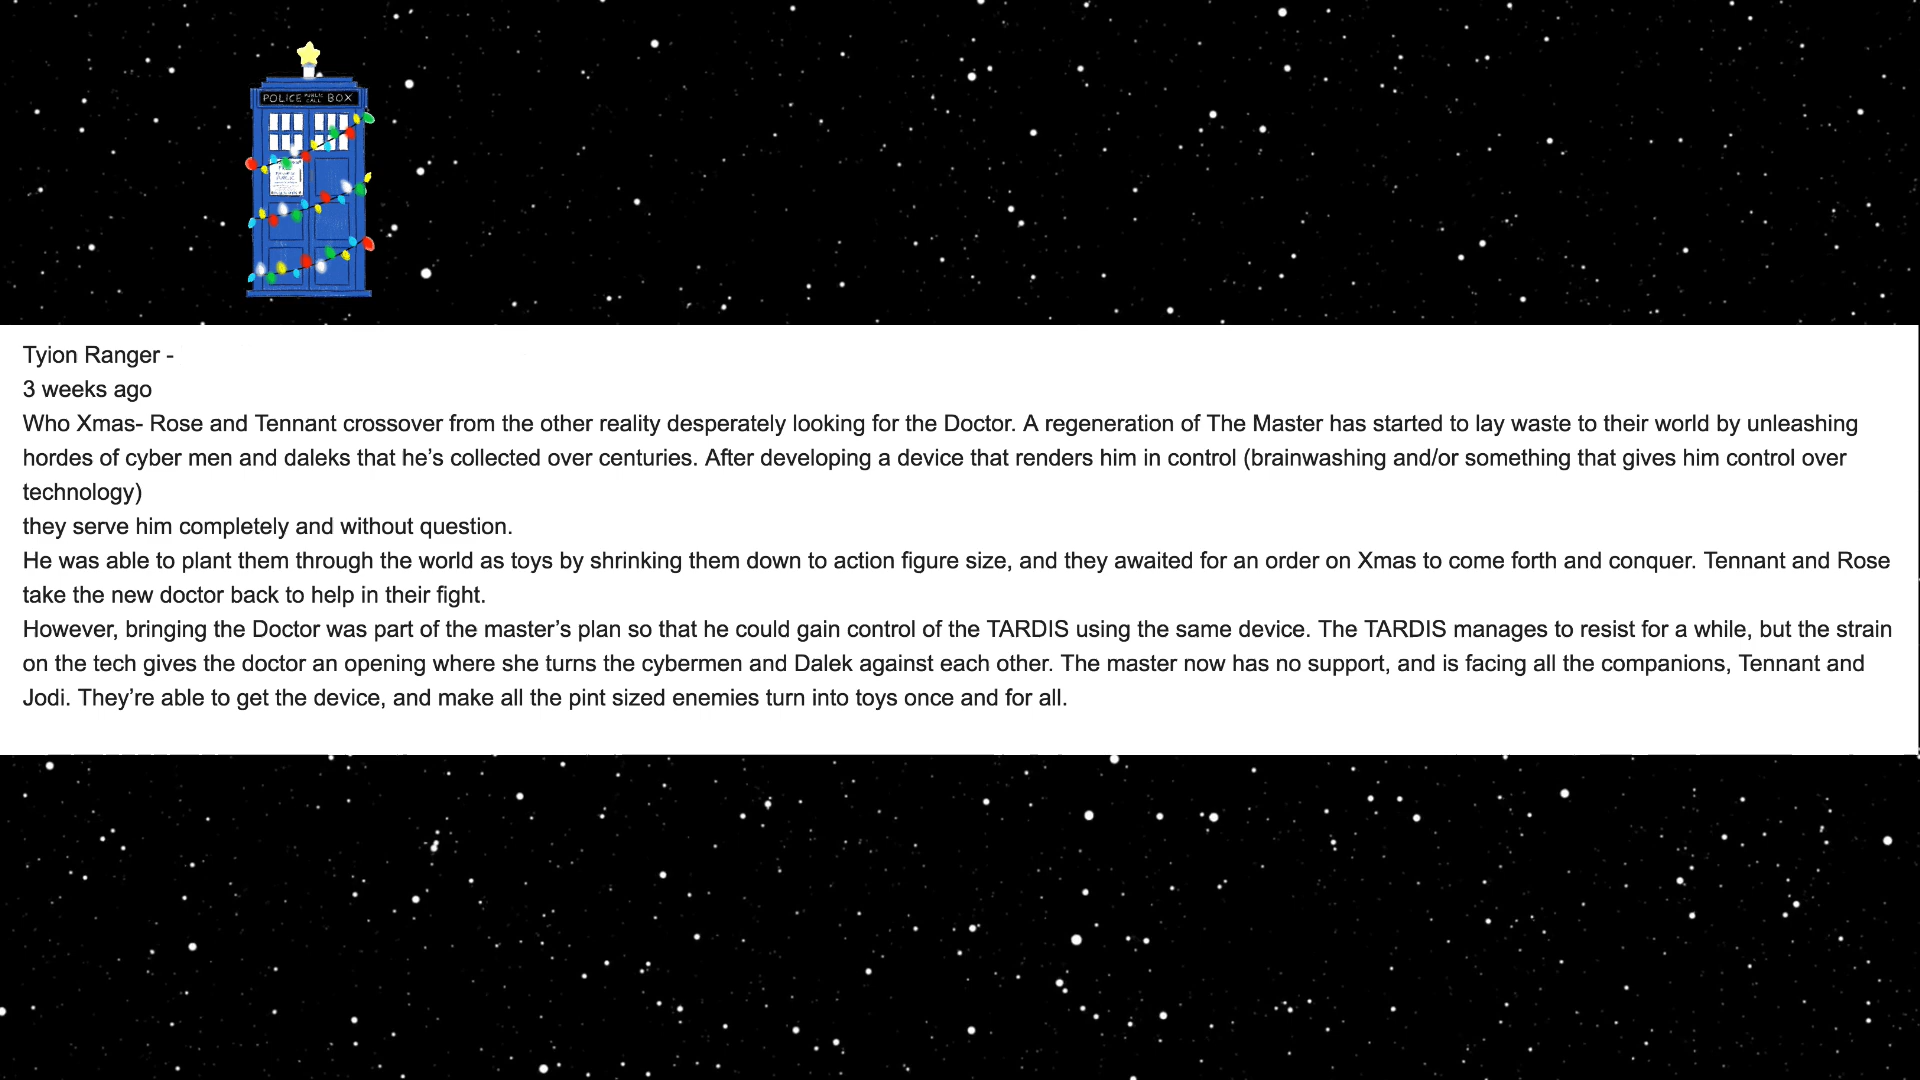 POLICE PUBLIC CALL BOX
Tyion Ranger -
3 weeks ago
Who Xmas- Rose and Tennant crossover from the other reality desperately looking for the Doctor. A regeneration of The Master has started to lay waste to their world by unleashing
hordes of cyber men and daleks that he’s collected over centuries. After developing a device that renders him in control (brainwashing and/or something that gives him control over
technology)
they serve him completely and without question.
He was able to plant them through the world as toys by shrinking them down to action figure size, and they awaited for an order on Xmas to come forth and conquer. Tennant and Rose
take the new doctor back to help in their fight.
However, bringing the Doctor was part of the master’s plan so that he could gain control of the TARDIS using the same device. The TARDIS manages to resist for a while, but the strain
on the tech gives the doctor an opening where she turns the cybermen and Dalek against each other. The master now has no support, and is facing all the companions, Tennant and
Jodi. They’re able to get the device, and make all the pint sized enemies turn into toys once and for all.